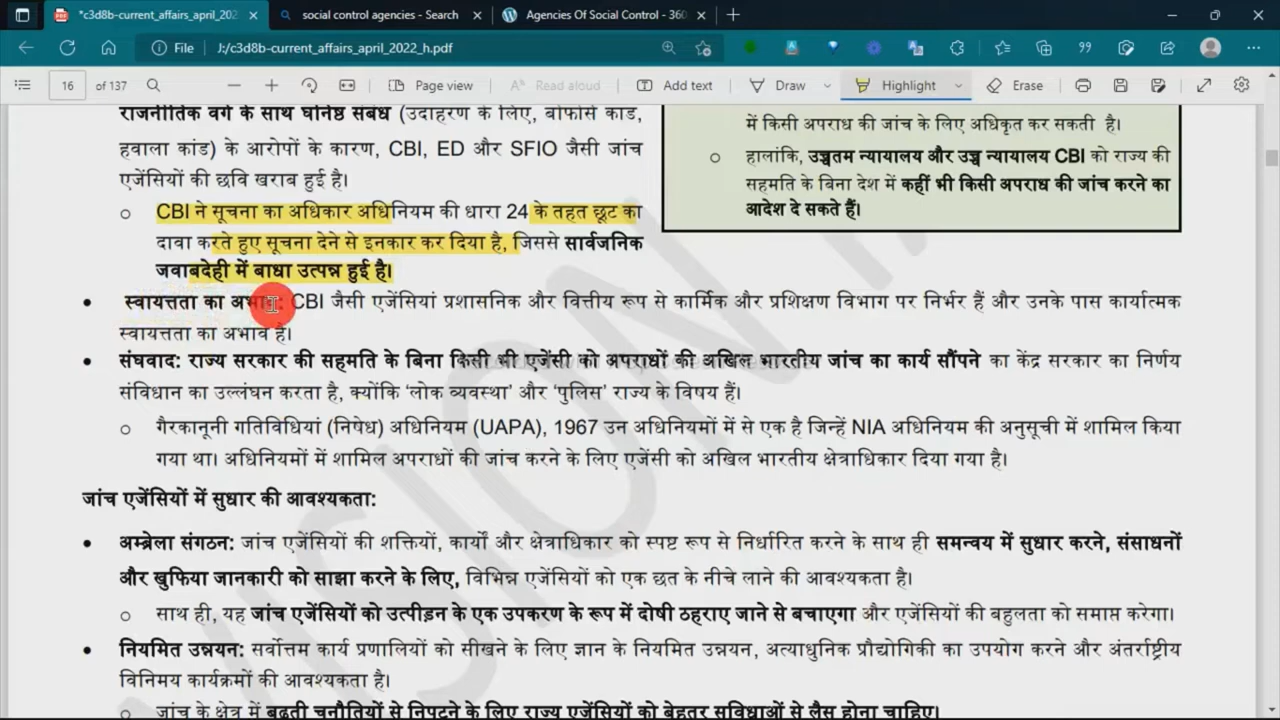 *c3d8b-current_affairs_april_202
social control agencies - Search
Agencies Of Social Control - 360
File
J:/c3d8b-current_affairs_april_2022_h.pdf
16 of 137
Page view
Read aloud
Add text
Draw
Highlight
Erase
राजनीतिक वर्ग के साथ घनिष्ठ संबंध (उदाहरण के लिए, बोफोर्स कांड,
हवाला कांड) के आरोपों के कारण, CBI, ED और SFIO जैसी जांच
एजेंसियों की छवि खराब हुई है।
CBI ने सूचना का अधिकार अधिनियम की धारा 24 के तहत छूट का
दावा करते हुए सूचना देने से इनकार कर दिया है, जिससे सार्वजनिक
जवाबदेही में बाधा उत्पन्न हुई है।
में किसी अपराध की जांच के लिए अधिकृत कर सकती है।
हालांकि, उच्चतम न्यायालय और उच्च न्यायालय CBI को राज्य की
सहमति के बिना देश में कहीं भी किसी अपराध की जांच करने का
आदेश दे सकते हैं।
स्वायत्तता का अभाव: CBI जैसी एजेंसियां प्रशासनिक और वित्तीय रूप से कार्मिक और प्रशिक्षण विभाग पर निर्भर हैं और उनके पास कार्यात्मक
स्वायत्तता का अभाव है।
संघवाद: राज्य सरकार की सहमति के बिना किसी भी एजेंसी को अपराधों की अखिल भारतीय जांच का कार्य सौंपने का केंद्र सरकार का निर्णय
संविधान का उल्लंघन करता है, क्योंकि ‘लोक व्यवस्था’ और ‘पुलिस’ राज्य के विषय हैं।
गैरकानूनी गतिविधियां (निषेध) अधिनियम (UAPA), 1967 उन अधिनियमों में से एक है जिन्हें NIA अधिनियम की अनुसूची में शामिल किया
गया था। अधिनियमों में शामिल अपराधों की जांच करने के लिए एजेंसी को अखिल भारतीय क्षेत्राधिकार दिया गया है।
जांच एजेंसियों में सुधार की आवश्यकता:
अम्ब्रेला संगठन: जांच एजेंसियों की शक्तियों, कार्यों और क्षेत्राधिकार को स्पष्ट रूप से निर्धारित करने के साथ ही समन्वय में सुधार करने, संसाधनों
और खुफिया जानकारी को साझा करने के लिए, विभिन्न एजेंसियों को एक छत के नीचे लाने की आवश्यकता है।
साथ ही, यह जांच एजेंसियों को उत्पीड़न के एक उपकरण के रूप में दोषी ठहराए जाने से बचाएगा और एजेंसियों की बहुलता को समाप्त करेगा।
नियमित उन्नयन: सर्वोत्तम कार्य प्रणालियों को सीखने के लिए ज्ञान के नियमित उन्नयन, अत्याधुनिक प्रौद्योगिकी का उपयोग करने और अंतर्राष्ट्रीय
विनिमय कार्यक्रमों की आवश्यकता है।
जांच के क्षेत्र में बढ़ती चुनौतियों से निपटने के लिए राज्य एजेंसियों को बेहतर सुविधाओं से लैस होना चाहिए।